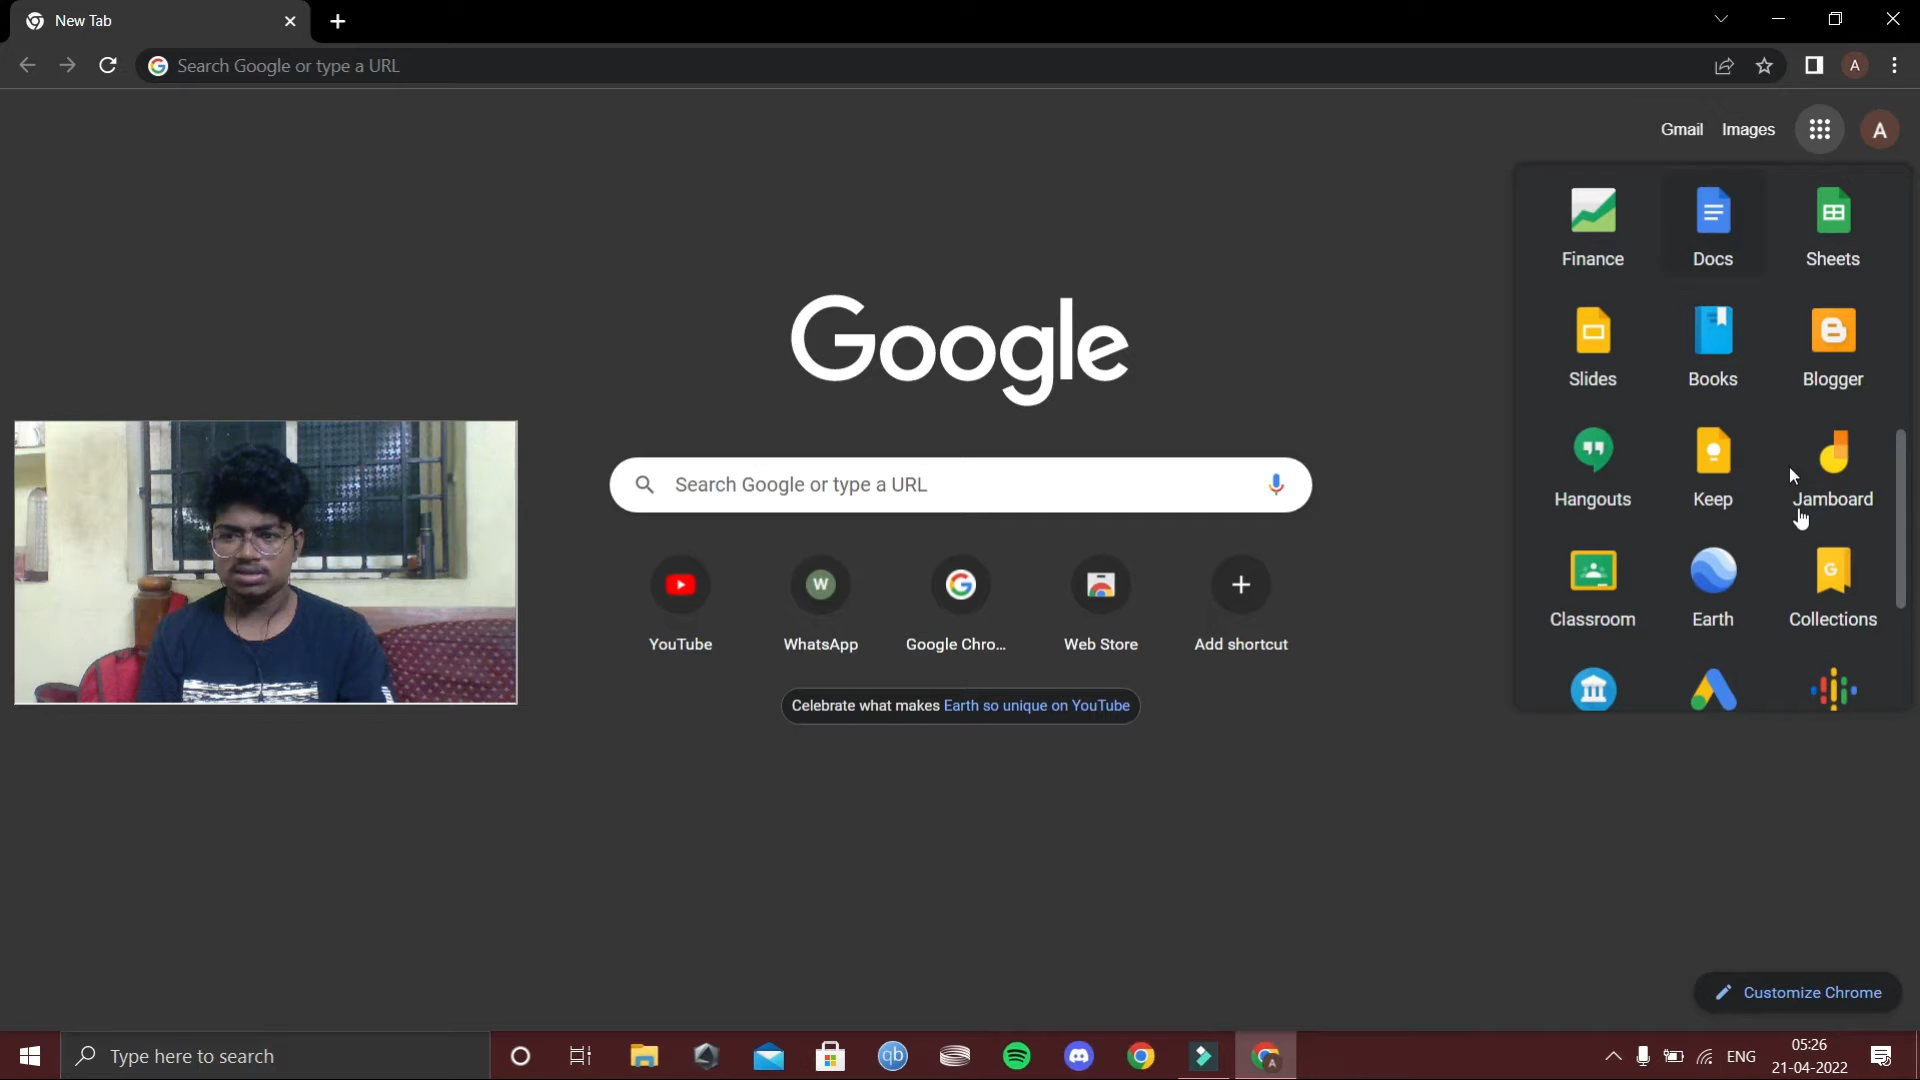 New Tab
Search Google or type a URL
A
Gmail Images A
Finance Docs Sheets
Slides Books Blogger
Hangouts Keep Jamboard
Classroom Earth Collections
Google
Search Google or type a URL
W
YouTube WhatsApp Google Chro... Web Store Add shortcut
Celebrate what makes Earth so unique on YouTube
Customize Chrome
Type here to search
qb
A
ENG
05:26
21-04-2022